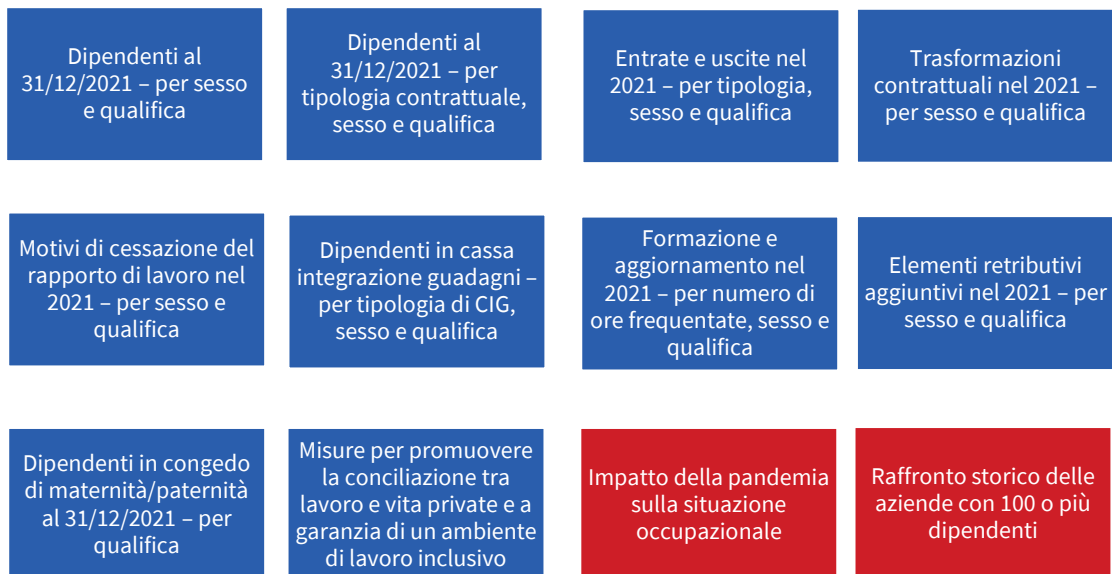 Dipendenti al
31/12/2021 – per sesso
e qualifica
Dipendenti al
31/12/2021 – per
tipologia contrattuale,
sesso e qualifica
Entrate e uscite nel
2021 – per tipologia,
sesso e qualifica
Trasformazioni
contrattuali nel 2021 –
per sesso e qualifica
Motivi di cessazione del
rapporto di lavoro nel
2021 – per sesso e
qualifica
Dipendenti in cassa
integrazione guadagni –
per tipologia di CIG,
sesso e qualifica
Formazione e
aggiornamento nel
2021 – per numero di
ore frequentate, sesso e
qualifica
Elementi retributivi
aggiuntivi nel 2021 – per
sesso e qualifica
Dipendenti in congedo
di maternità/paternità
al 31/12/2021 – per
qualifica
Misure per promuovere
la conciliazione tra
lavoro e vita private e a
garanzia di un ambiente
di lavoro inclusivo
Impatto della pandemia
sulla situazione
occupazionale
Raffronto storico delle
aziende con 100 o più
dipendenti